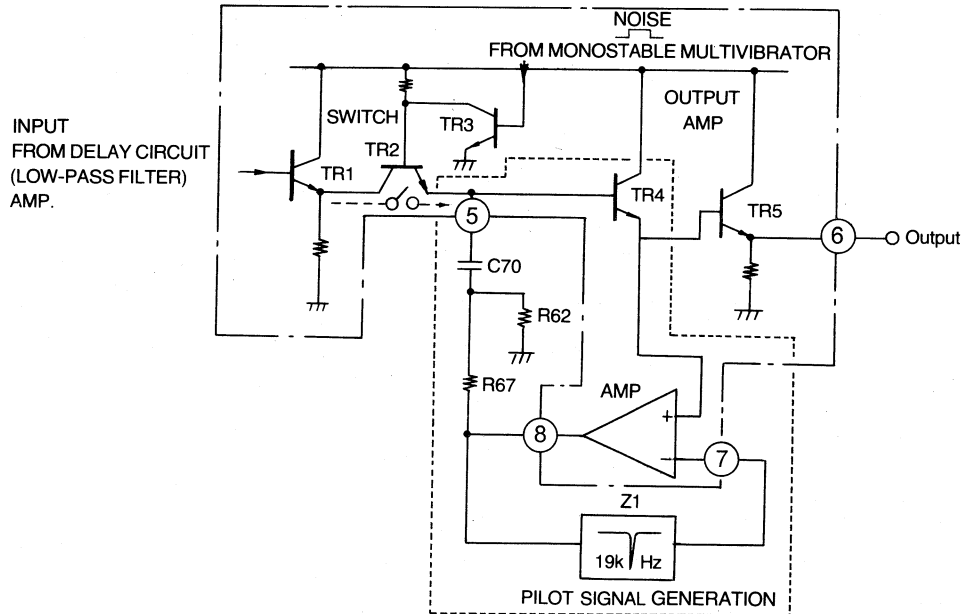 NOISE
FROM MONOSTABLE MULTIVIBRATOR
INPUT
FROM DELAY CIRCUIT
(LOW-PASS FILTER)
AMP.
SWITCH
OUTPUT
AMP
TR1
TR2
TR3
TR4
TR5
5
6
Output
C70
R62
R67
AMP
+
−
8
7
Z1
19k Hz
PILOT SIGNAL GENERATION